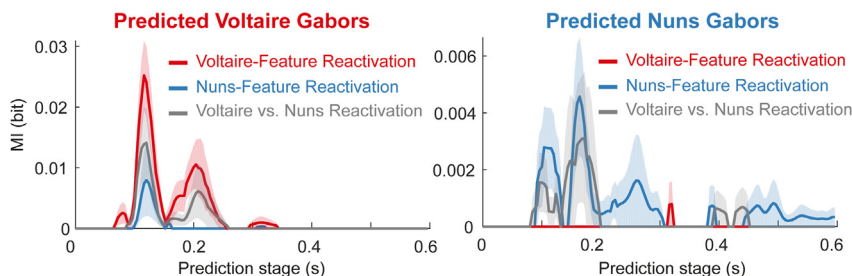 Predicted Voltaire Gabors
0.03
0.02
0.01
0
MI (bit)
Voltaire-Feature Reactivation
Nuns-Feature Reactivation
Voltaire vs. Nuns Reactivation
0 0.2 0.4 0.6
Prediction stage (s)
Predicted Nuns Gabors
0.006
0.004
0.002
0
Voltaire-Feature Reactivation
Nuns-Feature Reactivation
Voltaire vs. Nuns Reactivation
0 0.2 0.4 0.6
Prediction stage (s)